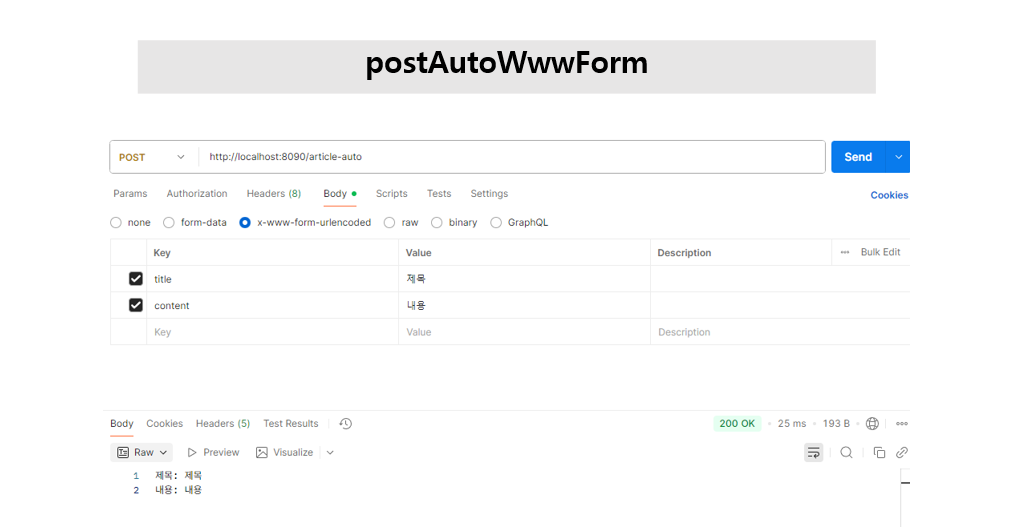 postAutoWwwForm
POST http://localhost:8090/article-auto Send
Params Authorization Headers (8) Body Scripts Tests Settings Cookies
none form-data x-www-form-urlencoded raw binary GraphQL
Key Value Description ••• Bulk Edit
title 제목
content 내용
Key Value Description
Body Cookies Headers (5) Test Results 200 OK • 25 ms • 193 B •••
Raw Preview Visualize
1 제목: 제목
2 내용: 내용